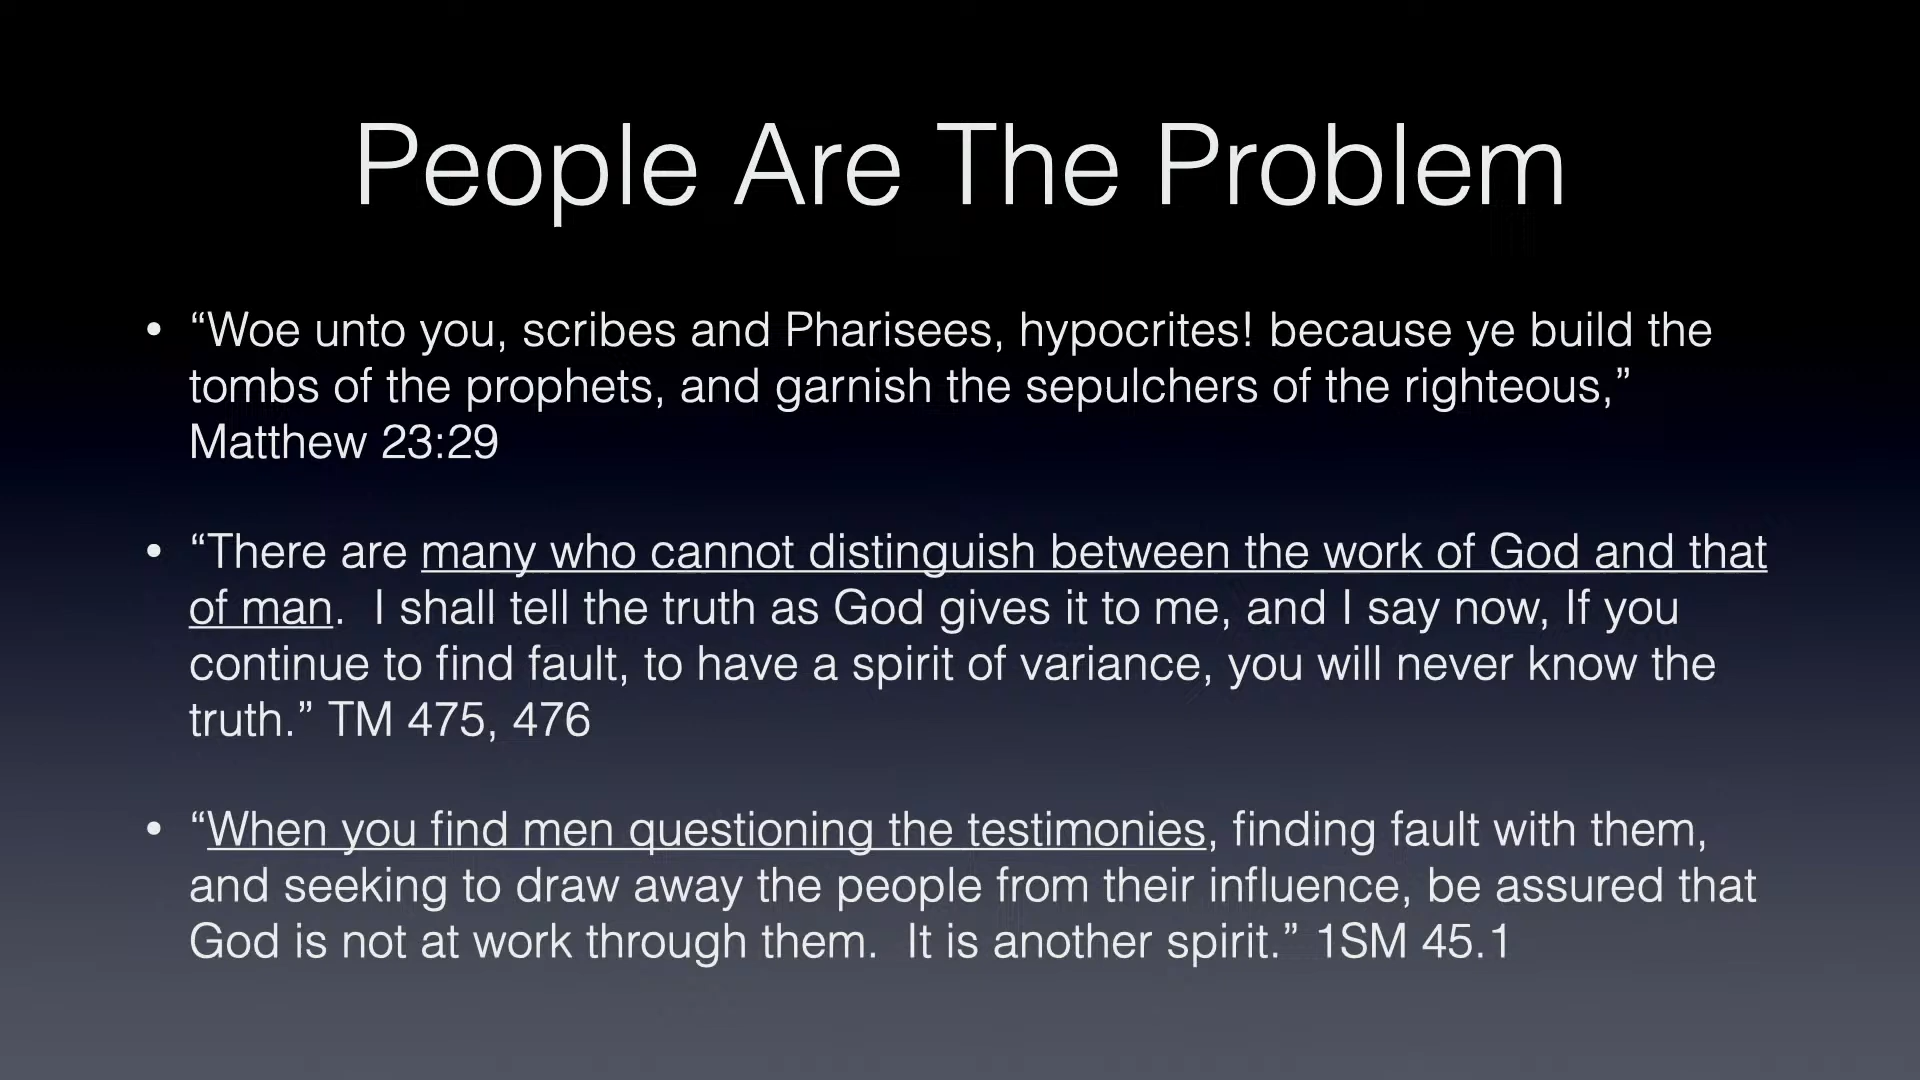 People Are The Problem
• “Woe unto you, scribes and Pharisees, hypocrites! because ye build the
tombs of the prophets, and garnish the sepulchers of the righteous,”
Matthew 23:29
• “There are many who cannot distinguish between the work of God and that
of man.  I shall tell the truth as God gives it to me, and I say now, If you
continue to find fault, to have a spirit of variance, you will never know the
truth.” TM 475, 476
• “When you find men questioning the testimonies, finding fault with them,
and seeking to draw away the people from their influence, be assured that
God is not at work through them.  It is another spirit.” 1SM 45.1